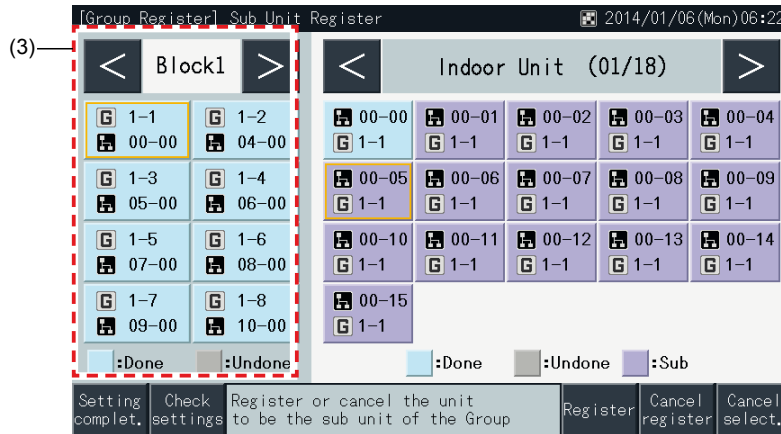 [Group Register] Sub Unit Register 2014/01/06(Mon)06:22
(3)
< Block1 >
G 1-1 G 1-2
00-00 04-00
G 1-3 G 1-4
05-00 06-00
G 1-5 G 1-6
07-00 08-00
G 1-7 G 1-8
09-00 10-00
:Done :Undone
< Indoor Unit (01/18) >
00-00 00-01 00-02 00-03 00-04
G 1-1 G 1-1 G 1-1 G 1-1 G 1-1
00-05 00-06 00-07 00-08 00-09
G 1-1 G 1-1 G 1-1 G 1-1 G 1-1
00-10 00-11 00-12 00-13 00-14
G 1-1 G 1-1 G 1-1 G 1-1 G 1-1
00-15
G 1-1
:Done :Undone :Sub
Setting complet.
Check settings
Register or cancel the unit
to be the sub unit of the Group
Register
Cancel register
Cancel select.